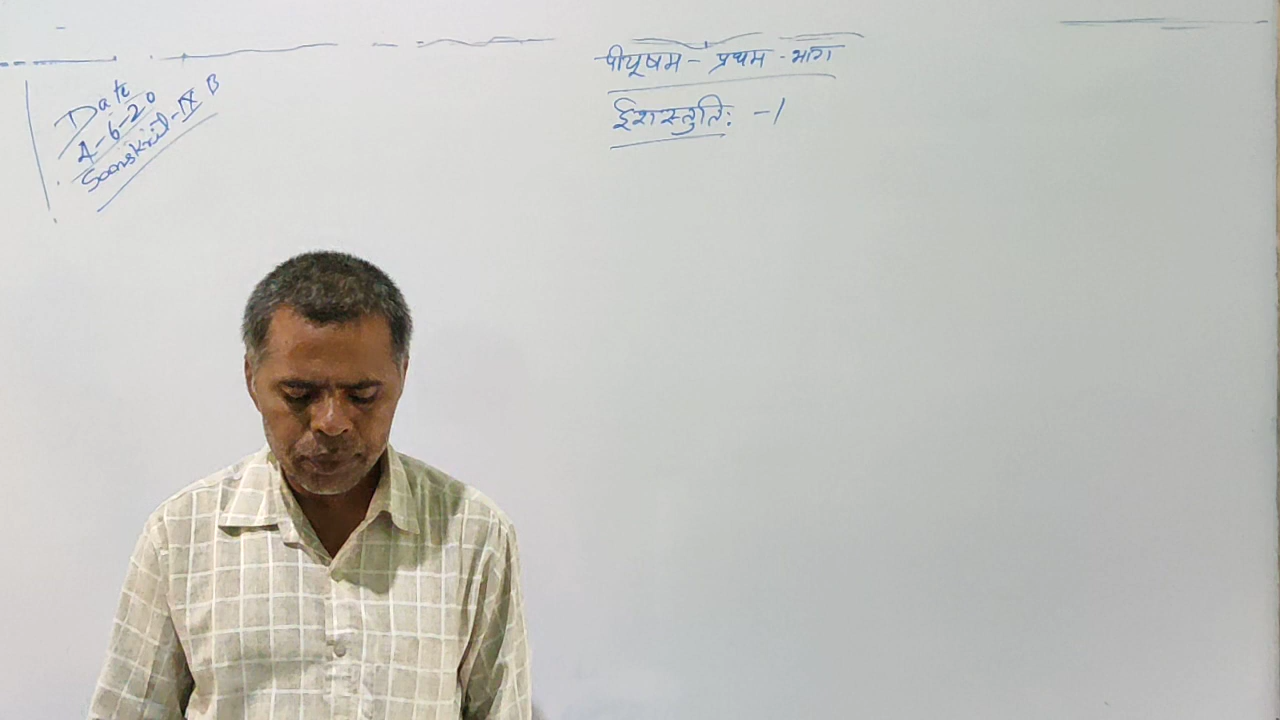 Date
4-6-20
Sanskrit-IX B
पीयूषम - प्रथम - भाग
ईशस्तुतिः -1